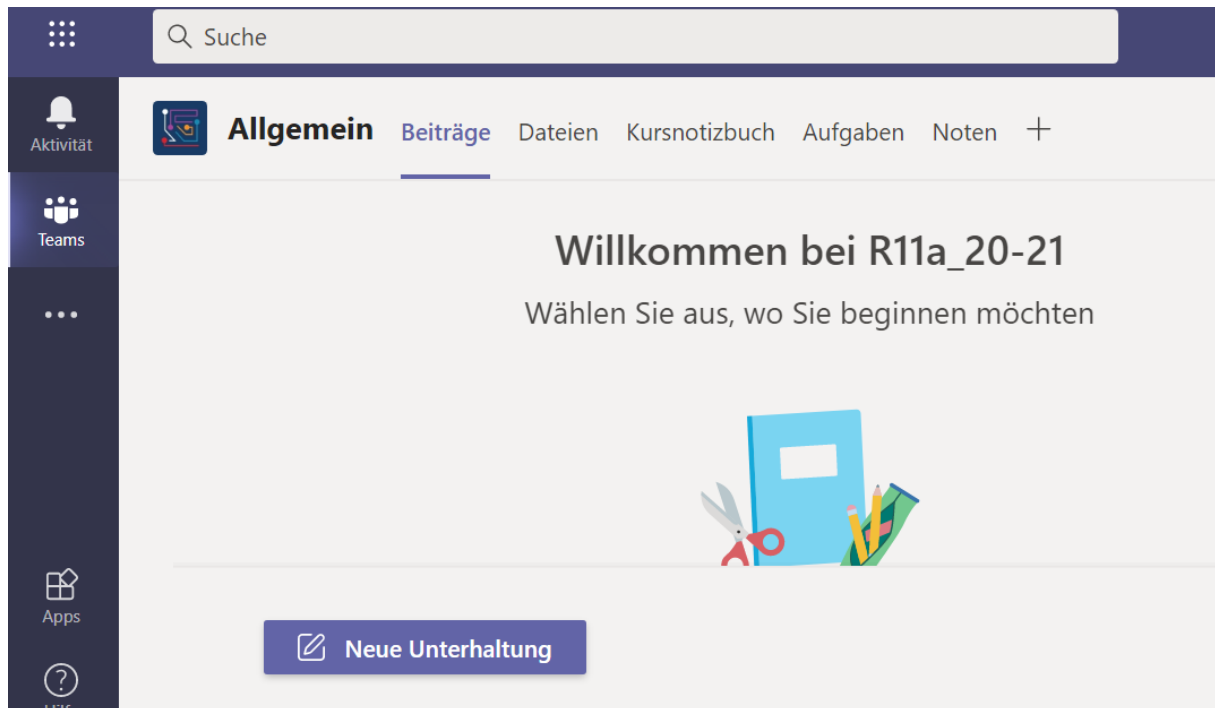 Suche
Aktivität
Allgemein Beiträge Dateien Kursnotizbuch Aufgaben Noten
Teams
Willkommen bei R11a_20-21
Wählen Sie aus, wo Sie beginnen möchten
Apps
Neue Unterhaltung